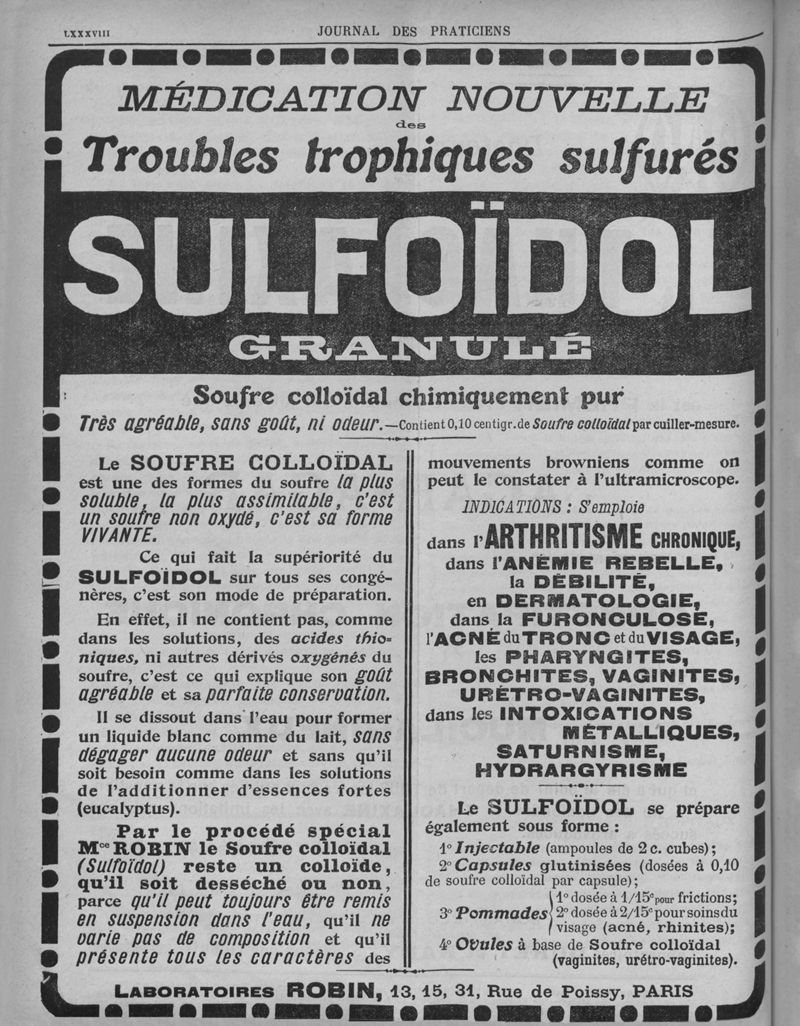 LXXXVIII
JOURNAL DES PRATICIENS
MÉDICATION NOUVELLE
des
Troubles trophiques sulfurés
SULFOÏDOL
GRANULÉ
Soufre colloïdal chimiquement pur
Très agréable, sans goût, ni odeur.—Contient 0,10 centigr. de Soufre colloïdal par cuiller-mesure.
Le SOUFRE COLLOÏDAL
est une des formes du soufre la plus
soluble, la plus assimilable, c'est
un soufre non oxydé, c'est sa forme
VIVANTE.
Ce qui fait la supériorité du
SULFOÏDOL sur tous ses congé-
nères, c'est son mode de préparation.
En effet, il ne contient pas, comme
dans les solutions, des acides thio-
niques, ni autres dérivés oxygénés du
soufre, c'est ce qui explique son goût
agréable et sa parfaite conservation.
Il se dissout dans l'eau pour former
un liquide blanc comme du lait, sans
dégager aucune odeur et sans qu'il
soit besoin comme dans les solutions
de l'additionner d'essences fortes
(eucalyptus).
Par le procédé spécial
Mce ROBIN le Soufre colloïdal
(Sulfoïdol) reste un colloïde,
qu'il soit desséché ou non,
parce qu'il peut toujours être remis
en suspension dans l'eau, qu'il ne
varie pas de composition et qu'il
présente tous les caractères des
mouvements browniens comme on
peut le constater à l'ultramicroscope.
INDICATIONS : S'emploie
dans l'ARTHRITISME CHRONIQUE,
dans l'ANÉMIE REBELLE,
la DÉBILITÉ,
en DERMATOLOGIE,
dans la FURONCULOSE,
l'ACNÉ du TRONC et du VISAGE,
les PHARYNGITES,
BRONCHITES, VAGINITES,
URÉTRO-VAGINITES,
dans les INTOXICATIONS
MÉTALLIQUES,
SATURNISME,
HYDRARGYRISME
Le SULFOÏDOL se prépare
également sous forme :
1° Injectable (ampoules de 2 c. cubes);
2° Capsules glutinisées (dosées à 0,10
de soufre colloïdal par capsule);
3° Pommades
1° dosée à 1/15e pour frictions;
2° dosée à 2/15e pour soins du
visage (acné, rhinites);
4° Ovules à base de Soufre colloïdal
(vaginites, urétro-vaginites).
LABORATOIRES ROBIN, 13, 15, 31, Rue de Poissy, PARIS